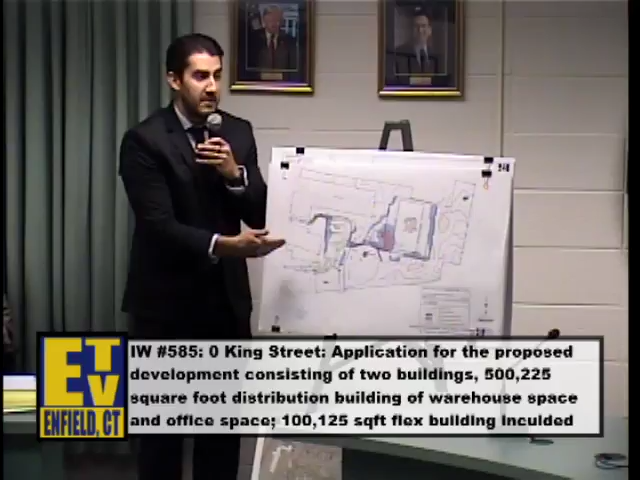 E
TV
ENFIELD, CT
IW #585: 0 King Street: Application for the proposed
development consisting of two buildings, 500,225
square foot distribution building of warehouse space
and office space; 100,125 sqft flex building inculded